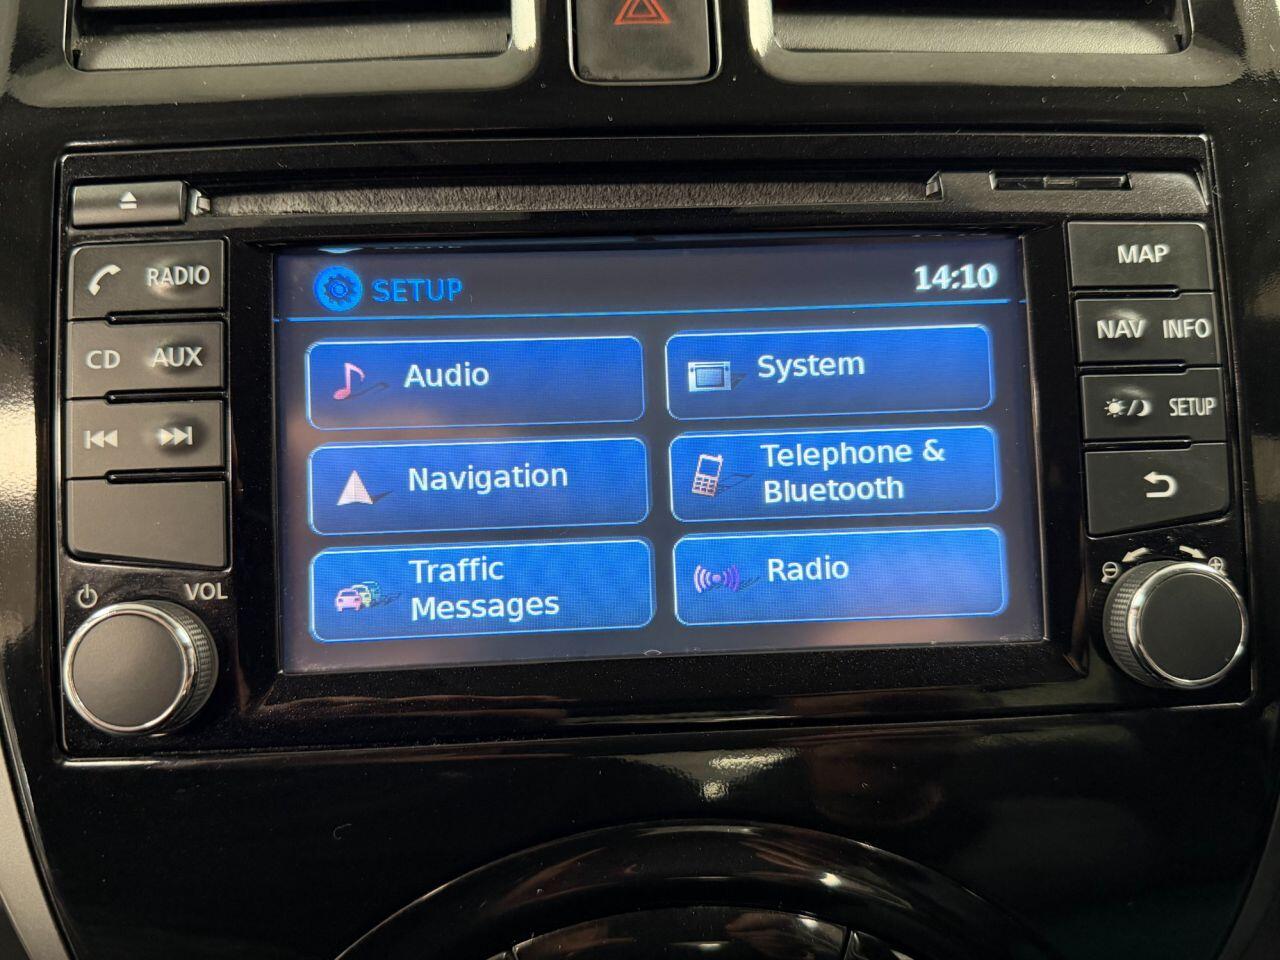 RADIO
CD AUX
VOL
SETUP 14:10
Audio
System
Navigation
Telephone &
Bluetooth
Traffic
Messages
Radio
MAP
NAV INFO
SETUP